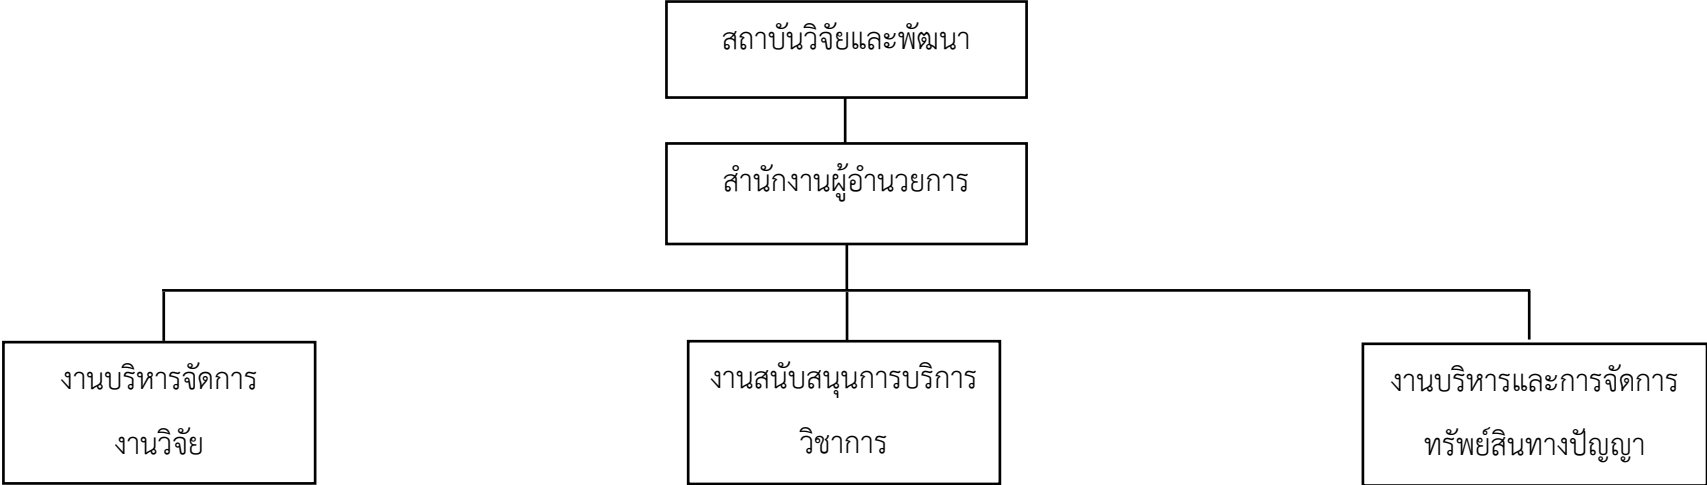 สถาบันวิจัยและพัฒนา
สำนักงานผู้อำนวยการ
งานบริหารจัดการ
งานวิจัย
งานสนับสนุนการบริการ
วิชาการ
งานบริหารและการจัดการ
ทรัพย์สินทางปัญญา